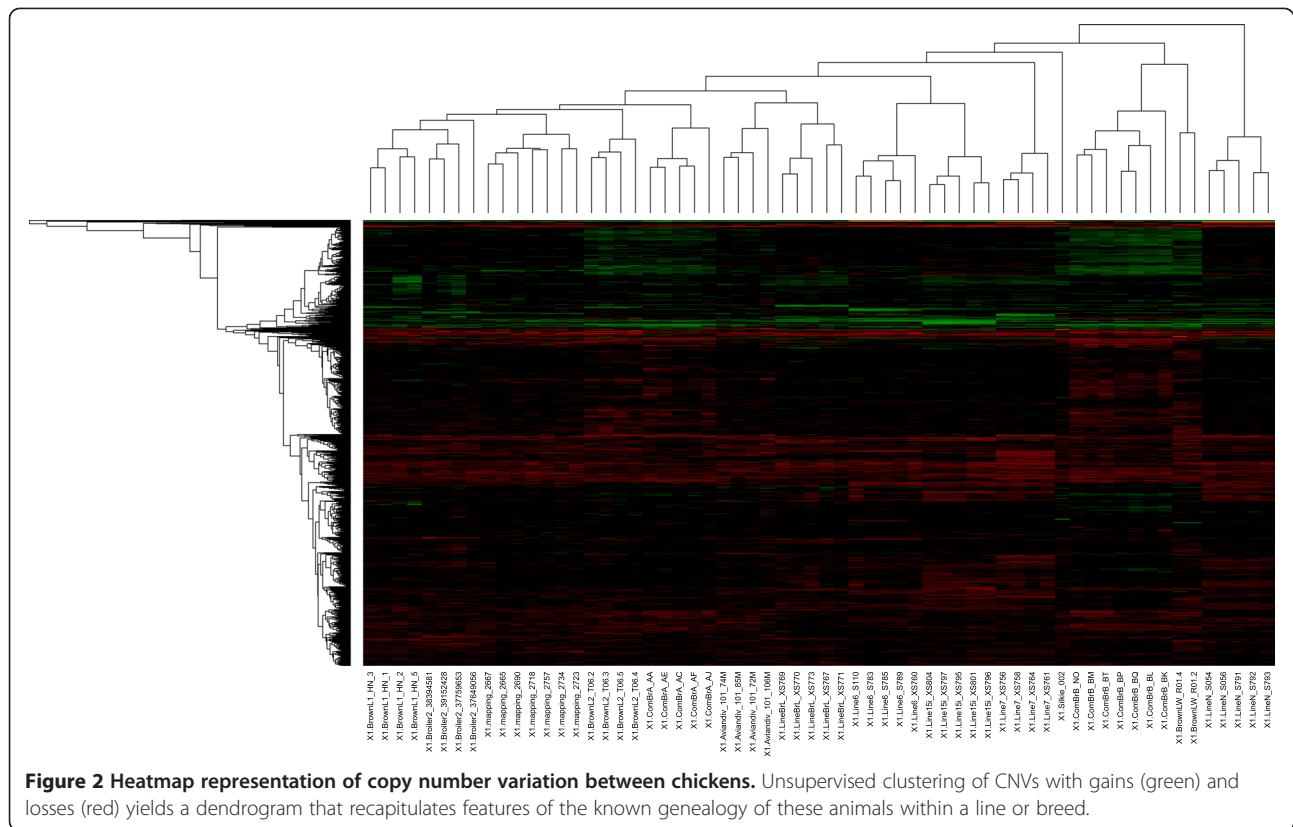 X1.BrownL1_HN_3
X1.BrownL1_HN_1
X1.BrownL1_HN_2
X1.BrownL1_HN_5
X1.Broiler2_38394581
X1.Broiler2_39152428
X1.Broiler2_37759653
X1.Broiler2_37649056
X1.mapping_2667
X1.mapping_2665
X1.mapping_2690
X1.mapping_2718
X1.mapping_2757
X1.mapping_2734
X1.mapping_2723
X1.BrownL2_T06.2
X1.BrownL2_T06.3
X1.BrownL2_T06.5
X1.BrownL2_T06.4
X1.ComBrA_AA
X1.ComBrA_AE
X1.ComBrA_AC
X1.ComBrA_AF
X1.ComBrA_AJ
X1.Aviandiv_101_74M
X1.Aviandiv_101_85M
X1.Aviandiv_101_72M
X1.Aviandiv_101_106M
X1.LineBrL_XS769
X1.LineBrL_XS770
X1.LineBrL_XS773
X1.LineBrL_XS767
X1.LineBrL_XS771
X1.Line6_S110
X1.Line6_S783
X1.Line6_S785
X1.Line6_S789
X1.Line6_XS760
X1.Line15I_XS804
X1.Line15I_XS797
X1.Line15I_XS795
X1.Line15I_XS801
X1.Line15I_XS796
X1.Line7_XS756
X1.Line7_XS758
X1.Line7_XS764
X1.Line7_XS761
X1.Silkie_002
X1.ComBrB_NO
X1.ComBrB_BM
X1.ComBrB_BT
X1.ComBrB_BP
X1.ComBrB_BQ
X1.ComBrB_BL
X1.ComBrB_BK
X1.BrownLW_R01.4
X1.BrownLW_R01.2
X1.LineN_S054
X1.LineN_S056
X1.LineN_S791
X1.LineN_S792
X1.LineN_S793
Figure 2 Heatmap representation of copy number variation between chickens. Unsupervised clustering of CNVs with gains (green) and
losses (red) yields a dendrogram that recapitulates features of the known genealogy of these animals within a line or breed.